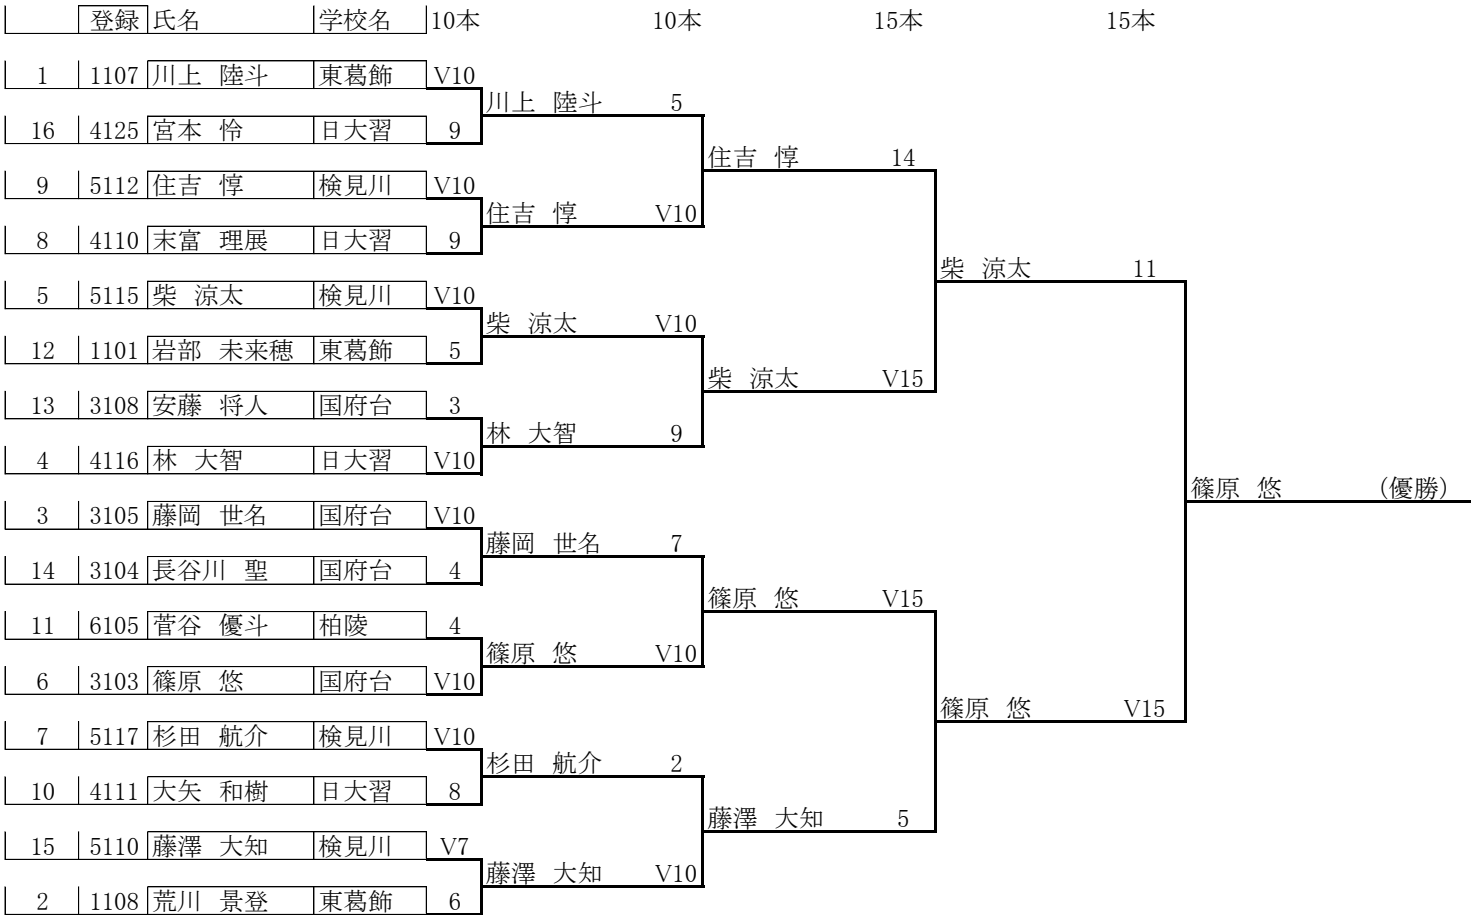 登録 氏名 学校名 10本 10本 15本 15本
1 1107 川上 陸斗 東葛飾 V10
川上 陸斗 5
16 4125 宮本 怜 日大習 9
住吉 惇 14
9 5112 住吉 惇 検見川 V10
住吉 惇 V10
8 4110 末富 理展 日大習 9
柴 涼太 11
5 5115 柴 涼太 検見川 V10
柴 涼太 V10
12 1101 岩部 未来穂 東葛飾 5
柴 涼太 V15
13 3108 安藤 将人 国府台 3
林 大智 9
4 4116 林 大智 日大習 V10
篠原 悠 (優勝)
3 3105 藤岡 世名 国府台 V10
藤岡 世名 7
14 3104 長谷川 聖 国府台 4
篠原 悠 V15
11 6105 菅谷 優斗 柏陵 4
篠原 悠 V10
6 3103 篠原 悠 国府台 V10
篠原 悠 V15
7 5117 杉田 航介 検見川 V10
杉田 航介 2
10 4111 大矢 和樹 日大習 8
藤澤 大知 5
15 5110 藤澤 大知 検見川 V7
藤澤 大知 V10
2 1108 荒川 景登 東葛飾 6